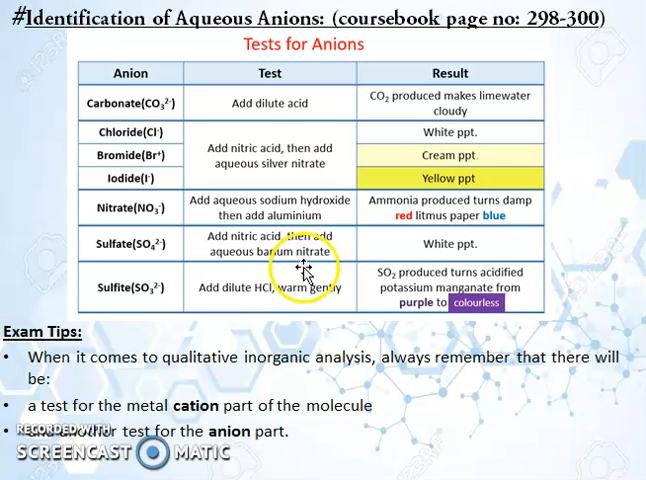 #Identification of Aqueous Anions: (coursebook page no: 298-300)
Tests for Anions
Anion Test Result
Carbonate(CO₃²⁻) Add dilute acid CO₂ produced makes limewater
cloudy
Chloride(Cl⁻) White ppt.
Bromide(Br⁺) Add nitric acid, then add
aqueous silver nitrate Cream ppt.
Iodide(I⁻) Yellow ppt
Nitrate(NO₃⁻) Add aqueous sodium hydroxide
then add aluminium Ammonia produced turns damp
red litmus paper blue
Sulfate(SO₄²⁻) Add nitric acid, then add
aqueous barium nitrate White ppt.
Sulfite(SO₃²⁻) Add dilute HCl, warm gently SO₂ produced turns acidified
potassium manganate from
purple to colourless
Exam Tips:
• When it comes to qualitative inorganic analysis, always remember that there will
be:
• a test for the metal cation part of the molecule
• and another test for the anion part.
RECORDED WITH
SCREENCAST MATIC